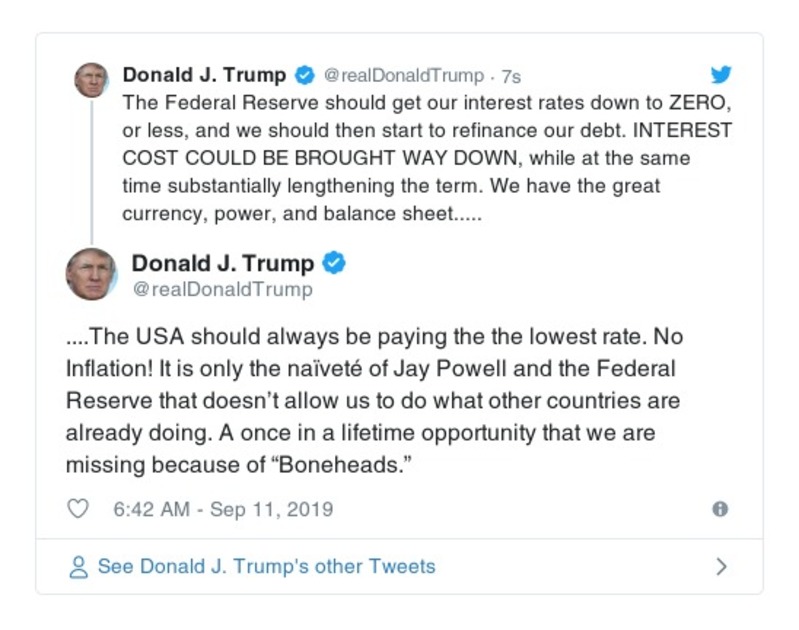 Donald J. Trump @realDonaldTrump · 7s
The Federal Reserve should get our interest rates down to ZERO,
or less, and we should then start to refinance our debt. INTEREST
COST COULD BE BROUGHT WAY DOWN, while at the same
time substantially lengthening the term. We have the great
currency, power, and balance sheet.....
Donald J. Trump
@realDonaldTrump
....The USA should always be paying the the lowest rate. No
Inflation! It is only the naïveté of Jay Powell and the Federal
Reserve that doesn’t allow us to do what other countries are
already doing. A once in a lifetime opportunity that we are
missing because of “Boneheads.”
6:42 AM - Sep 11, 2019
See Donald J. Trump's other Tweets